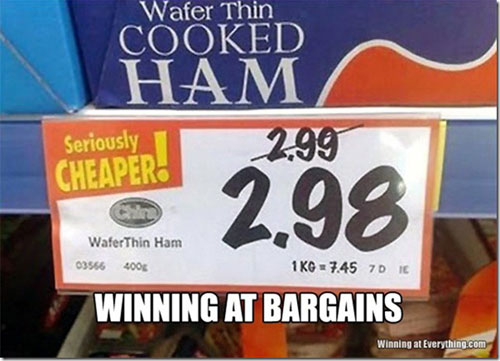 Wafer Thin
COOKED
HAM
Seriously
CHEAPER!
2.99
2.98
WaferThin Ham
03566 400g
1 KG = 7.45 7 D IE
WINNING AT BARGAINS
Winning at Everything.com